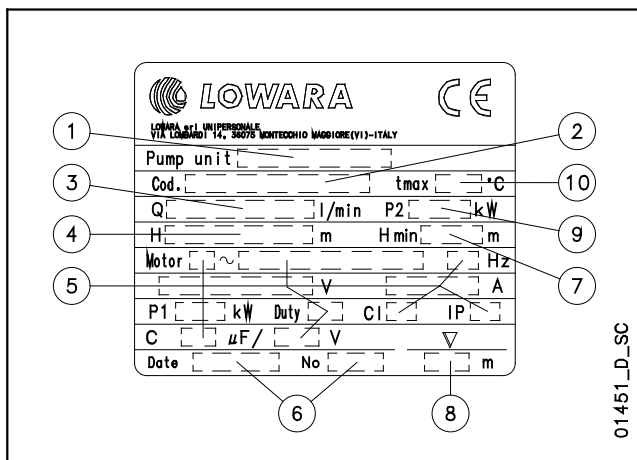 LOWARA CE
LOWARA srl UNIPERSONALE
VIA LOMBARDI 14, 36075 MONTECCHIO MAGGIORE(VI)-ITALY
1
2
Pump unit
Cod. tmax °C
3
10
Q l/min P2 kW
4
9
H m H min m
Motor ~ Hz
5
7
V A
P1 kW Duty Cl IP
C µF/ V
Date No m
6
8
01451_D_SC